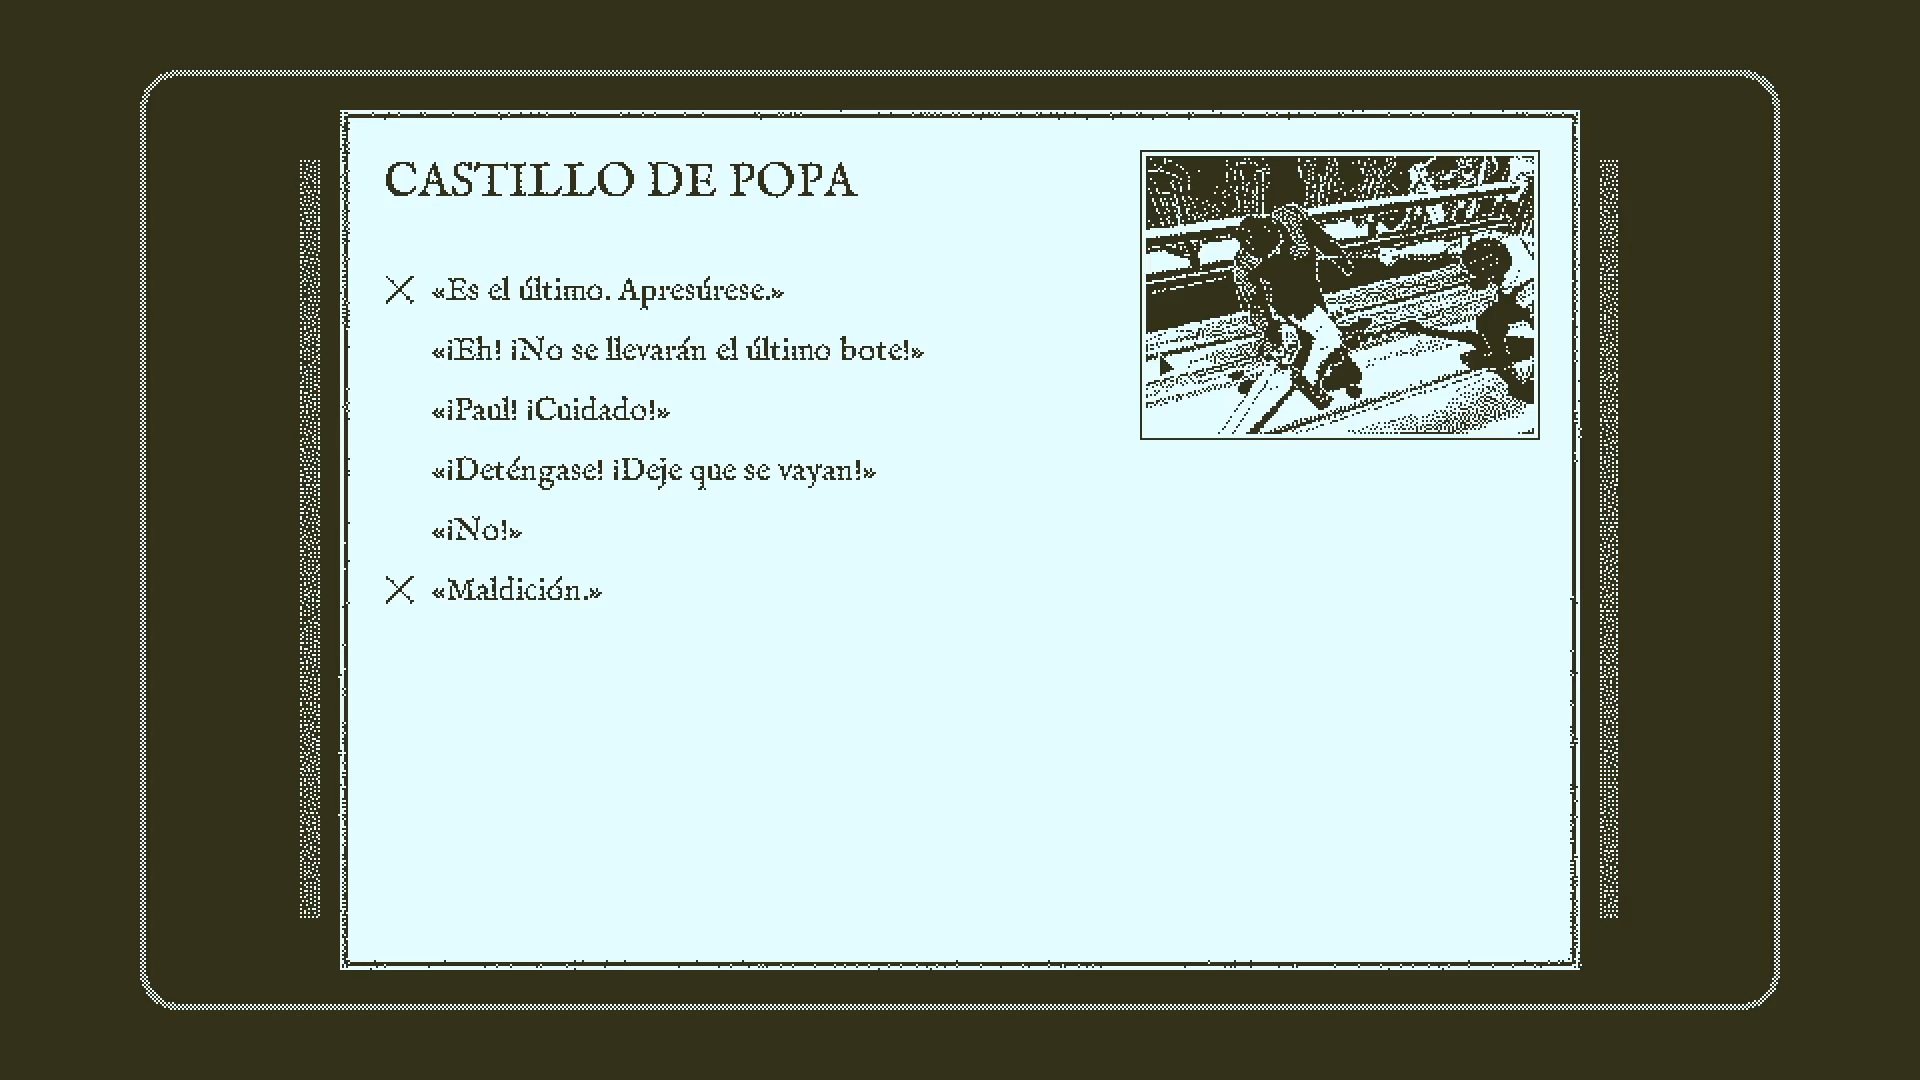 CASTILLO DE POPA
«Es el último. Apresúrese.»
«¡Eh! ¡No se llevarán el último bote!»
«¡Paul! ¡Cuidado!»
«¡Deténgase! ¡Deje que se vayan!»
«¡No!»
«Maldición.»